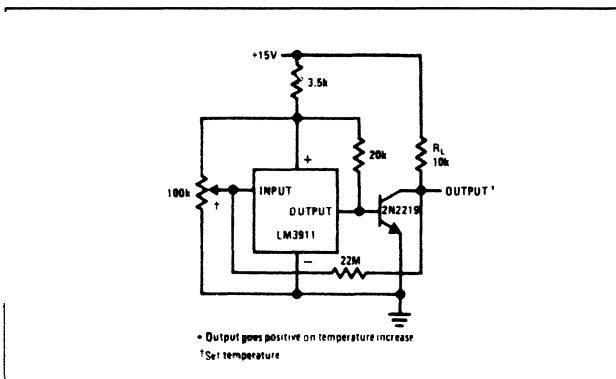 +15V
3.5k
R_L
10k
20k
+
100k
†
INPUT
OUTPUT
LM3911
−
2N2219
OUTPUT *
22M
* Output goes positive on temperature increase
† Set temperature